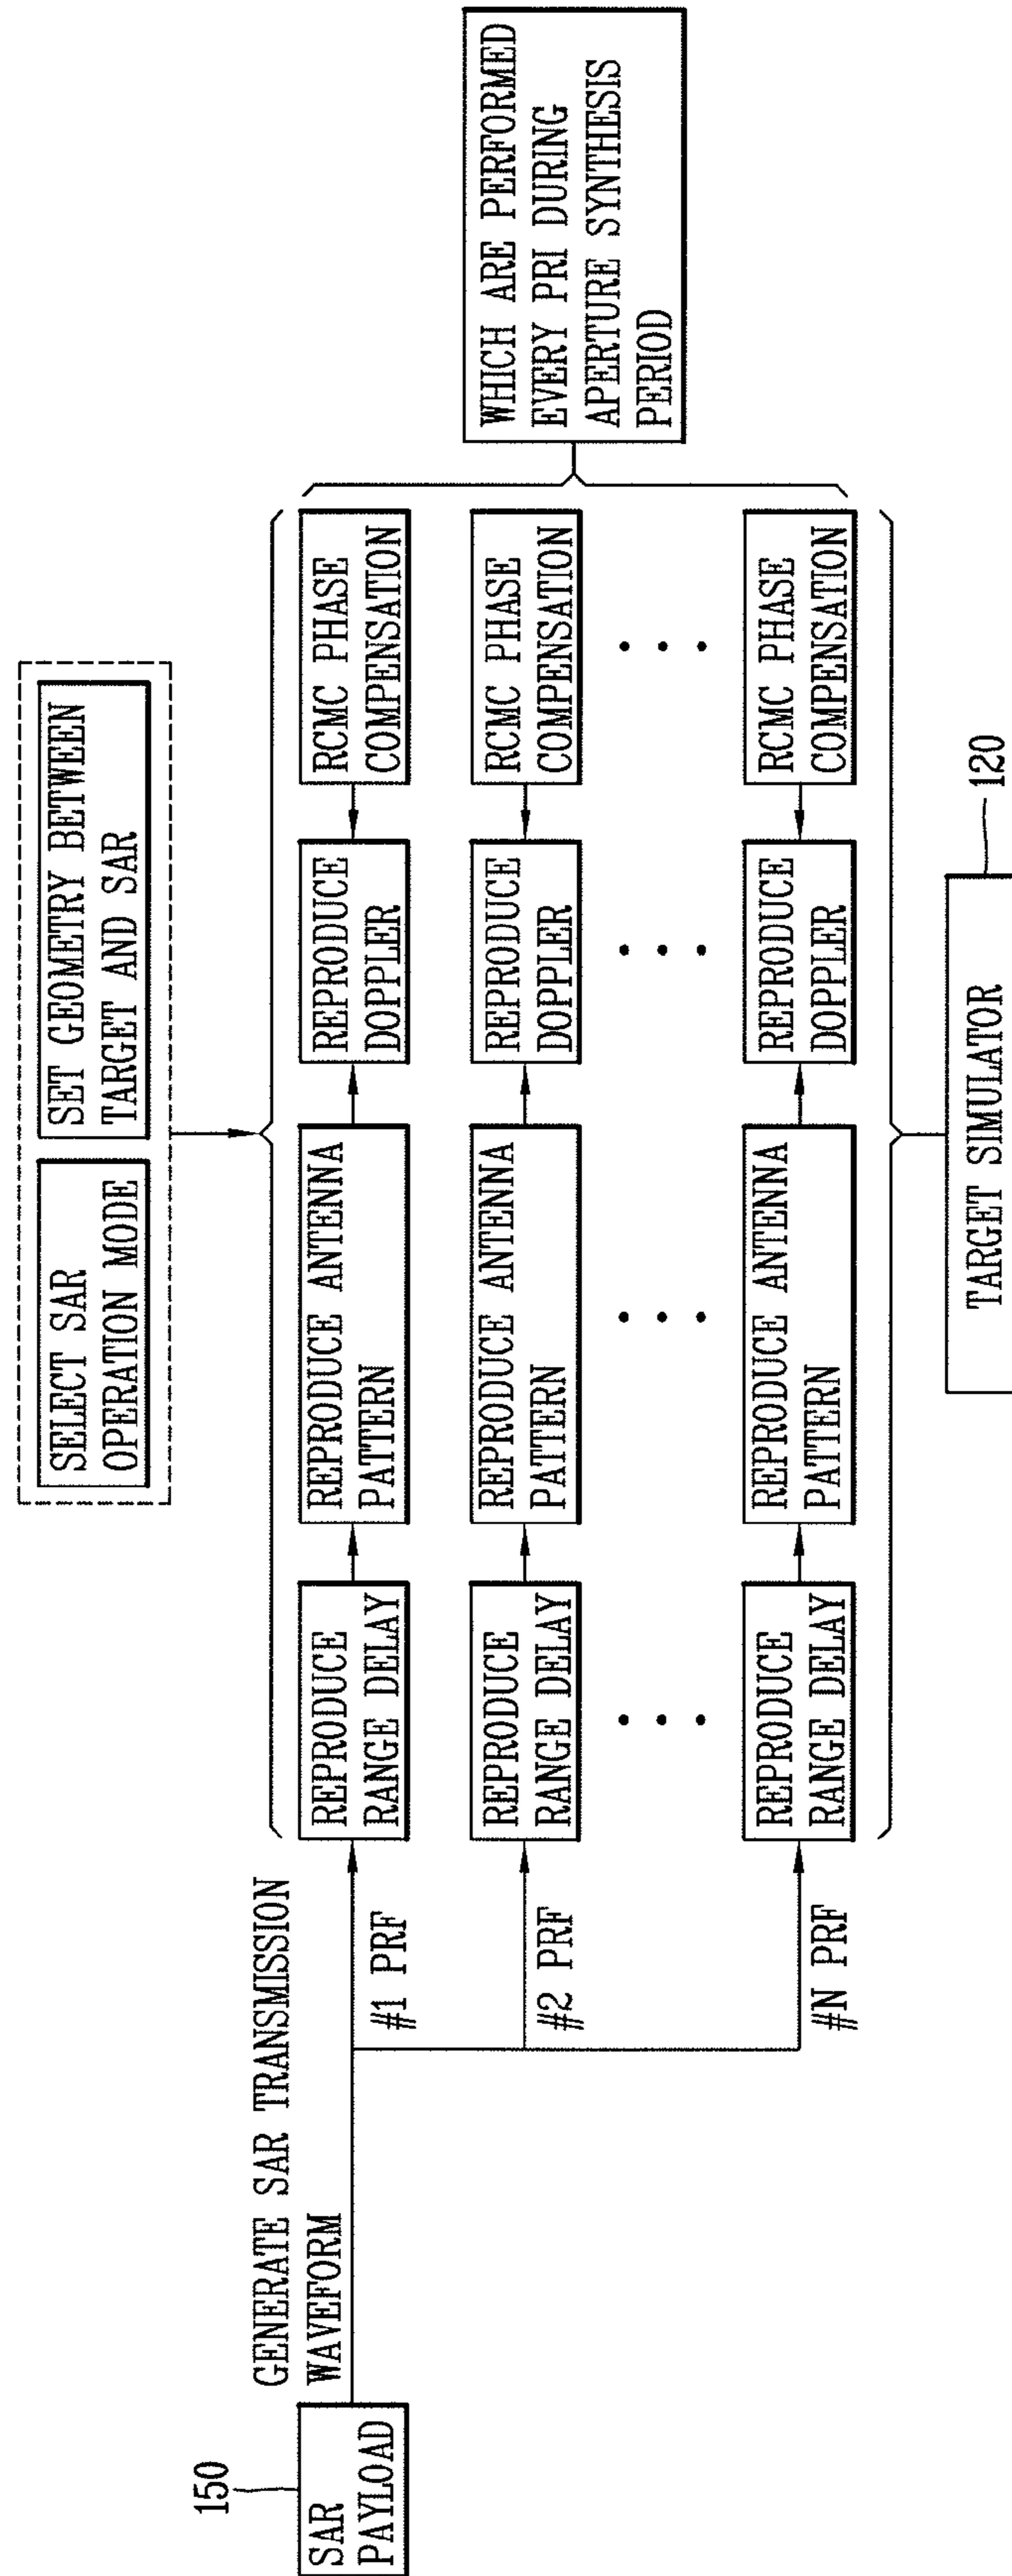 SELECT SAR
OPERATION MODE
SET GEOMETRY BETWEEN
TARGET AND SAR
150
SAR
PAYLOAD
GENERATE SAR TRANSMISSION
WAVEFORM
#1 PRF
REPRODUCE
RANGE DELAY
REPRODUCE ANTENNA
PATTERN
REPRODUCE
DOPPLER
RCMC PHASE
COMPENSATION
#2 PRF
REPRODUCE
RANGE DELAY
REPRODUCE ANTENNA
PATTERN
REPRODUCE
DOPPLER
RCMC PHASE
COMPENSATION
#N PRF
REPRODUCE
RANGE DELAY
REPRODUCE ANTENNA
PATTERN
REPRODUCE
DOPPLER
RCMC PHASE
COMPENSATION
WHICH ARE PERFORMED
EVERY PRI DURING
APERTURE SYNTHESIS
PERIOD
120
TARGET SIMULATOR